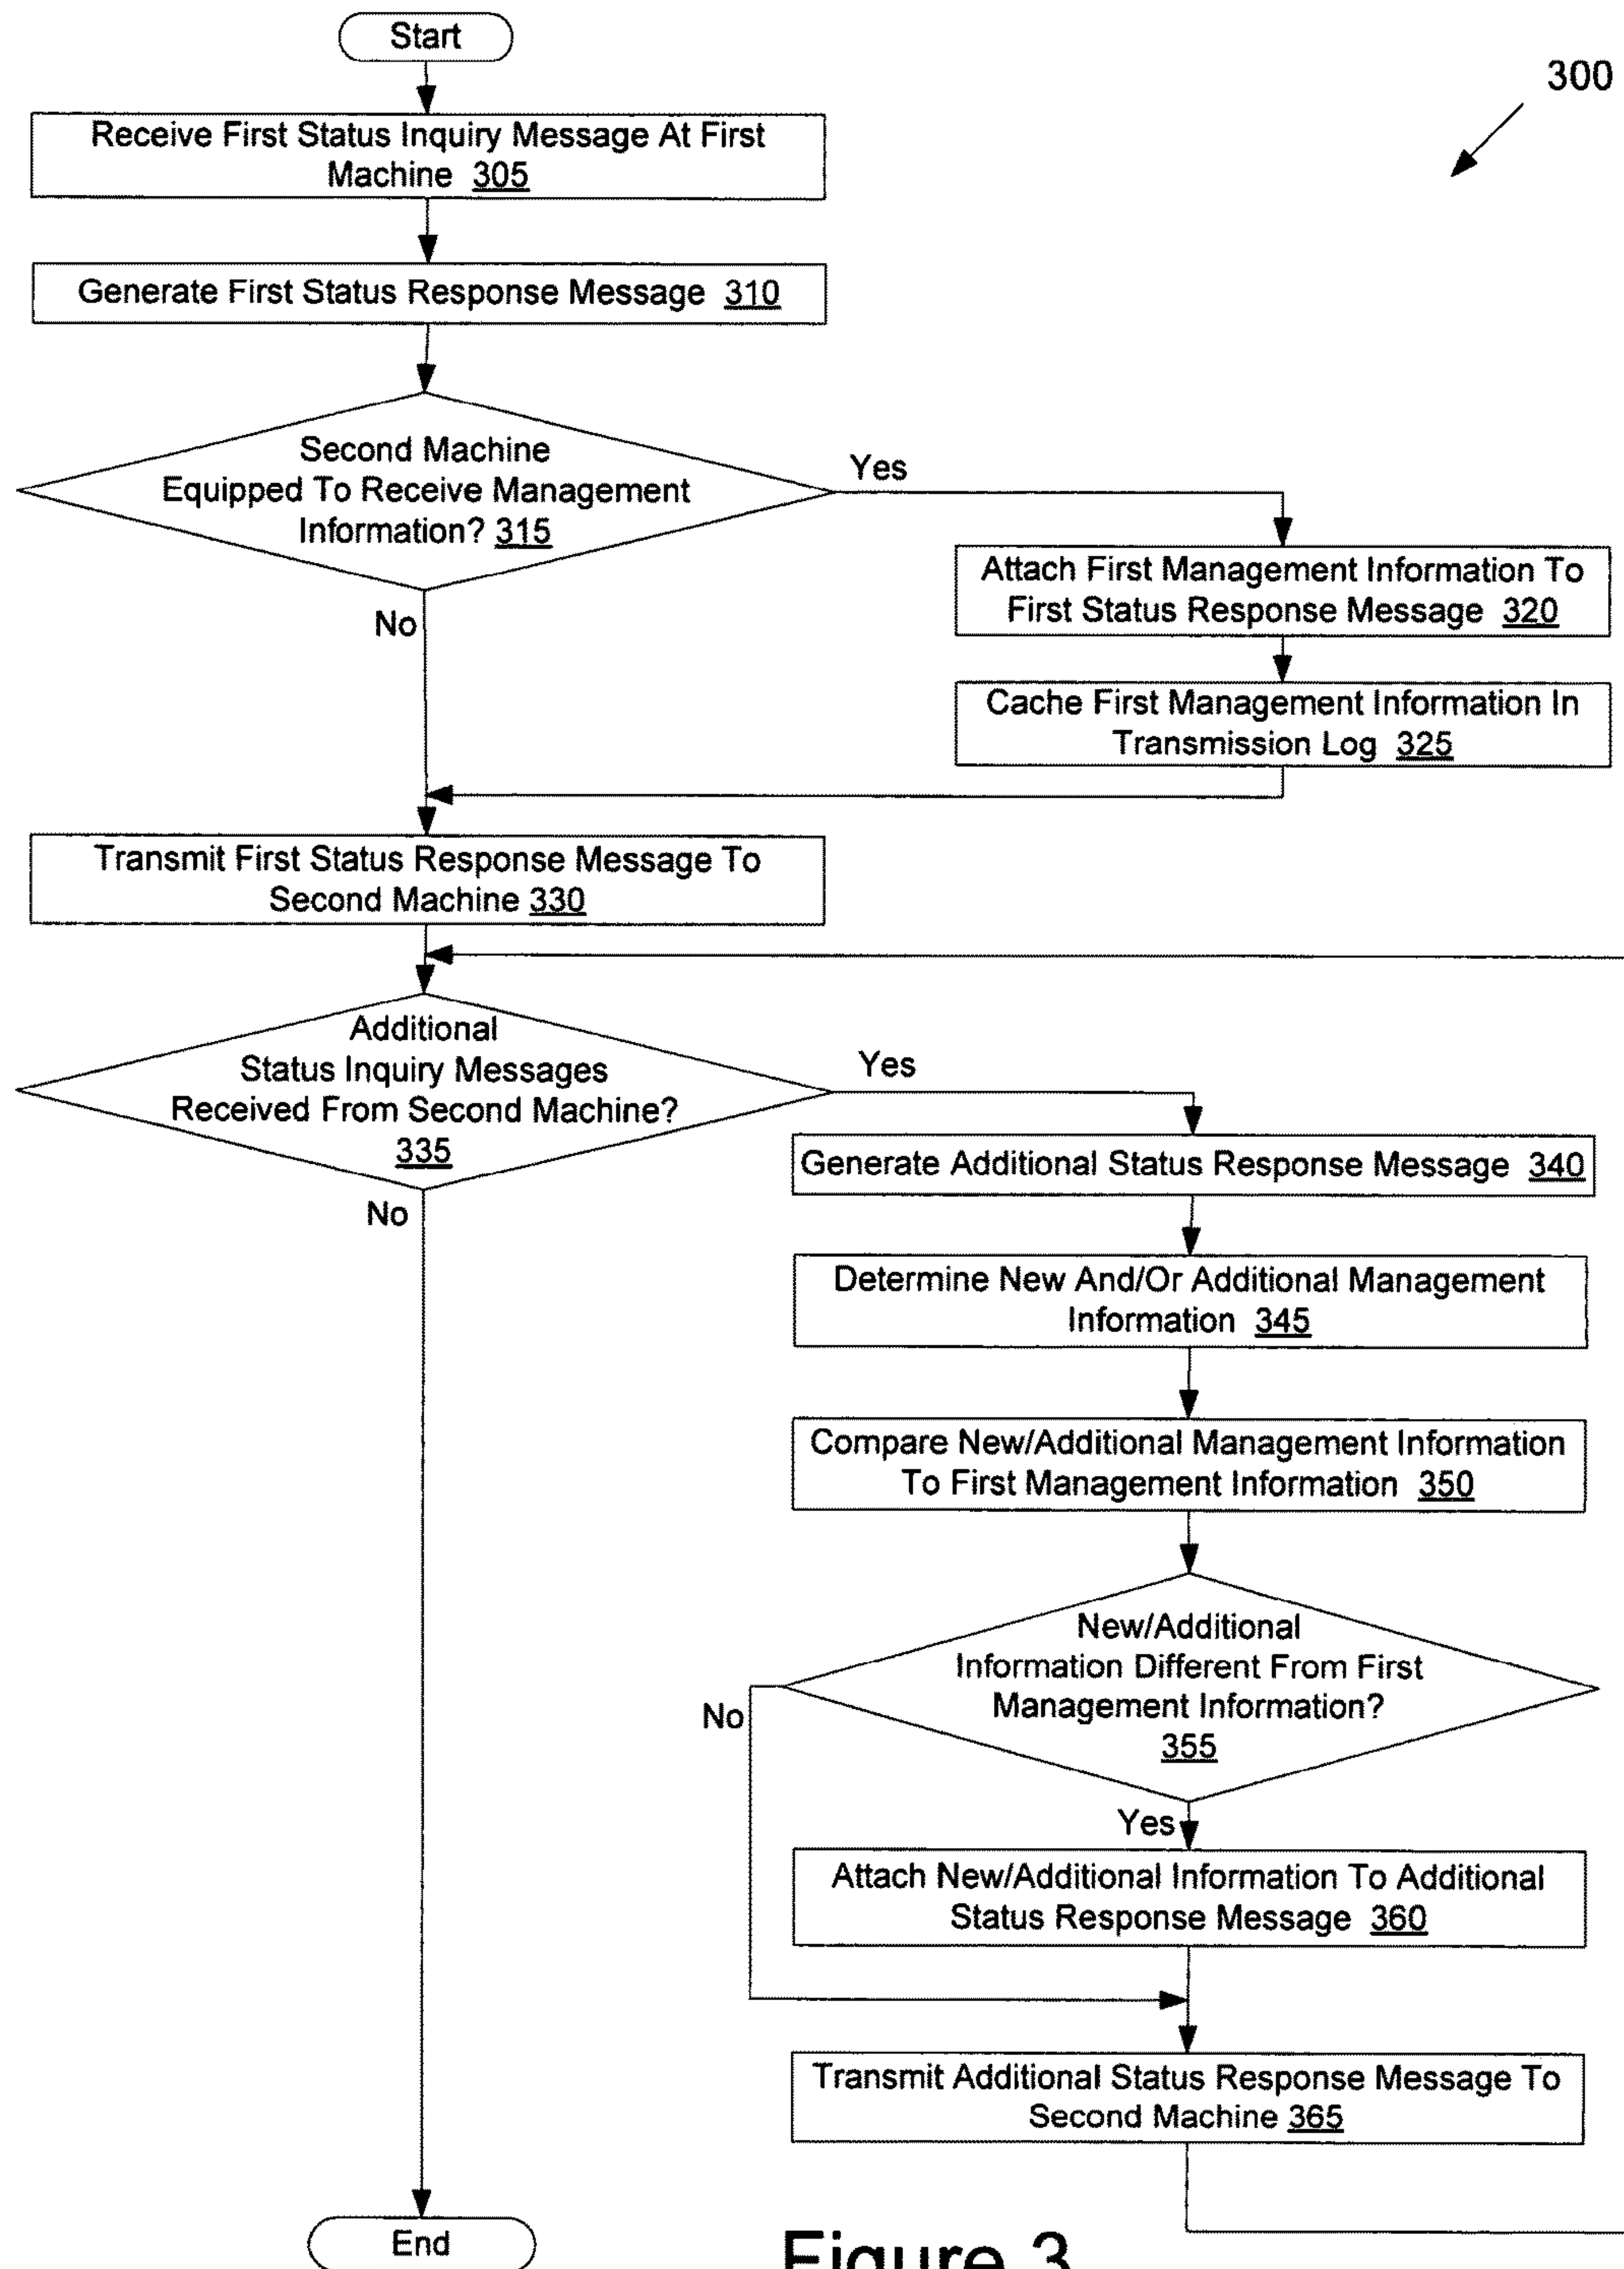 Start
300
Receive First Status Inquiry Message At First
Machine 305
Generate First Status Response Message 310
Second Machine
Equipped To Receive Management
Information? 315
Yes
No
Attach First Management Information To
First Status Response Message 320
Cache First Management Information In
Transmission Log 325
Transmit First Status Response Message To
Second Machine 330
Additional
Status Inquiry Messages
Received From Second Machine?
335
Yes
No
Generate Additional Status Response Message 340
Determine New And/Or Additional Management
Information 345
Compare New/Additional Management Information
To First Management Information 350
New/Additional
Information Different From First
Management Information?
355
No
Yes
Attach New/Additional Information To Additional
Status Response Message 360
Transmit Additional Status Response Message To
Second Machine 365
End
Figure 3